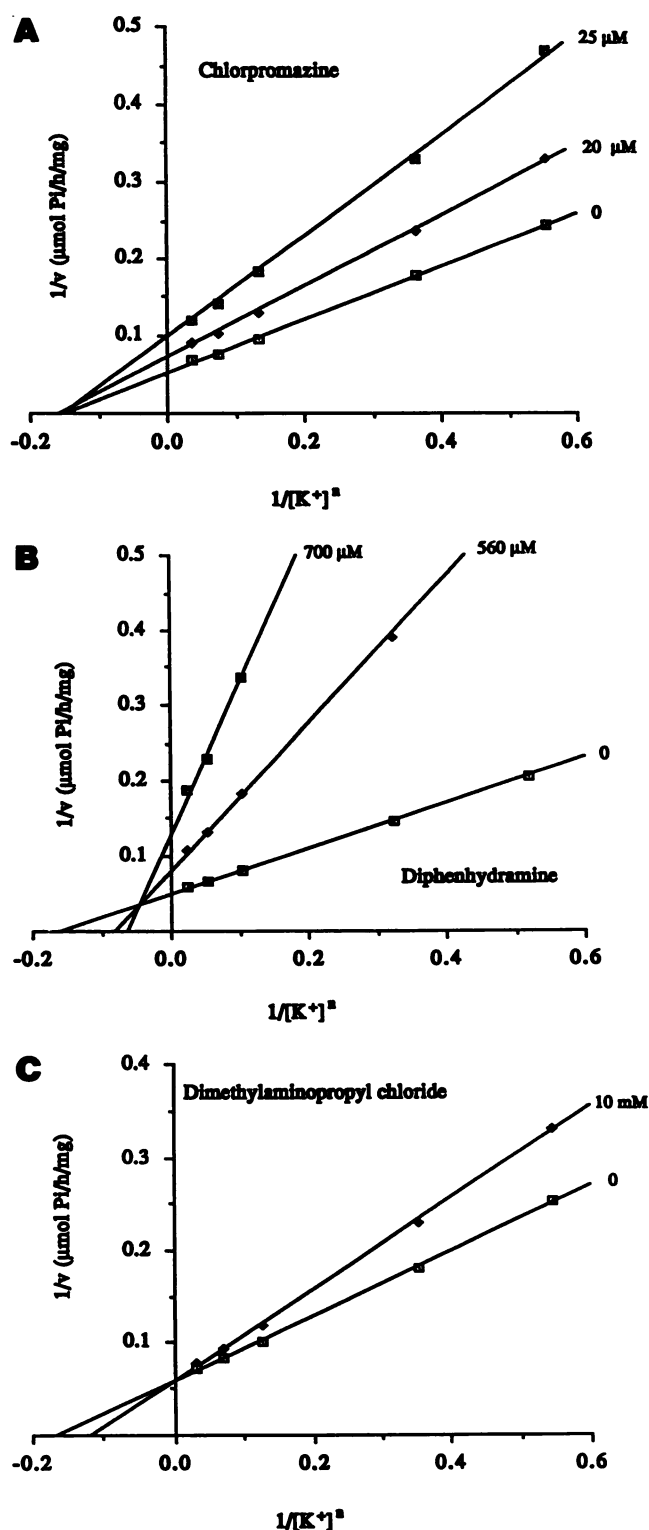 A
Chlorpromazine
25 μM
20 μM
0
0.5
0.4
0.3
0.2
0.1
1/v (μmol Pi/h/mg)
-0.2 0.0 0.2 0.4 0.6
1/[K⁺]ⁿ
B
700 μM
560 μM
0
0.5
0.4
0.3
0.2
0.1
1/v (μmol Pi/h/mg)
Diphenhydramine
-0.2 0.0 0.2 0.4 0.6
1/[K⁺]ⁿ
C
Dimethylaminopropyl chloride
10 mM
0
0.4
0.3
0.2
0.1
1/v (μmol Pi/h/mg)
-0.2 0.0 0.2 0.4 0.6
1/[K⁺]ⁿ